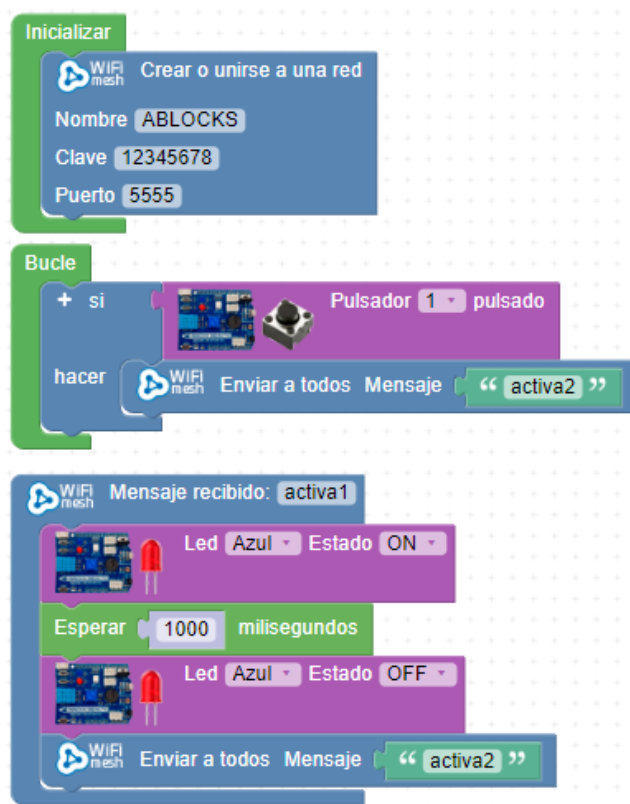 Inicializar
WiFi mesh Crear o unirse a una red
Nombre ABLOCKS
Clave 12345678
Puerto 5555
Bucle
+ si Pulsador 1 pulsado
hacer WiFi mesh Enviar a todos Mensaje “ activa2 ”
WiFi mesh Mensaje recibido: activa1
Led Azul Estado ON
Esperar 1000 milisegundos
Led Azul Estado OFF
WiFi mesh Enviar a todos Mensaje “ activa2 ”